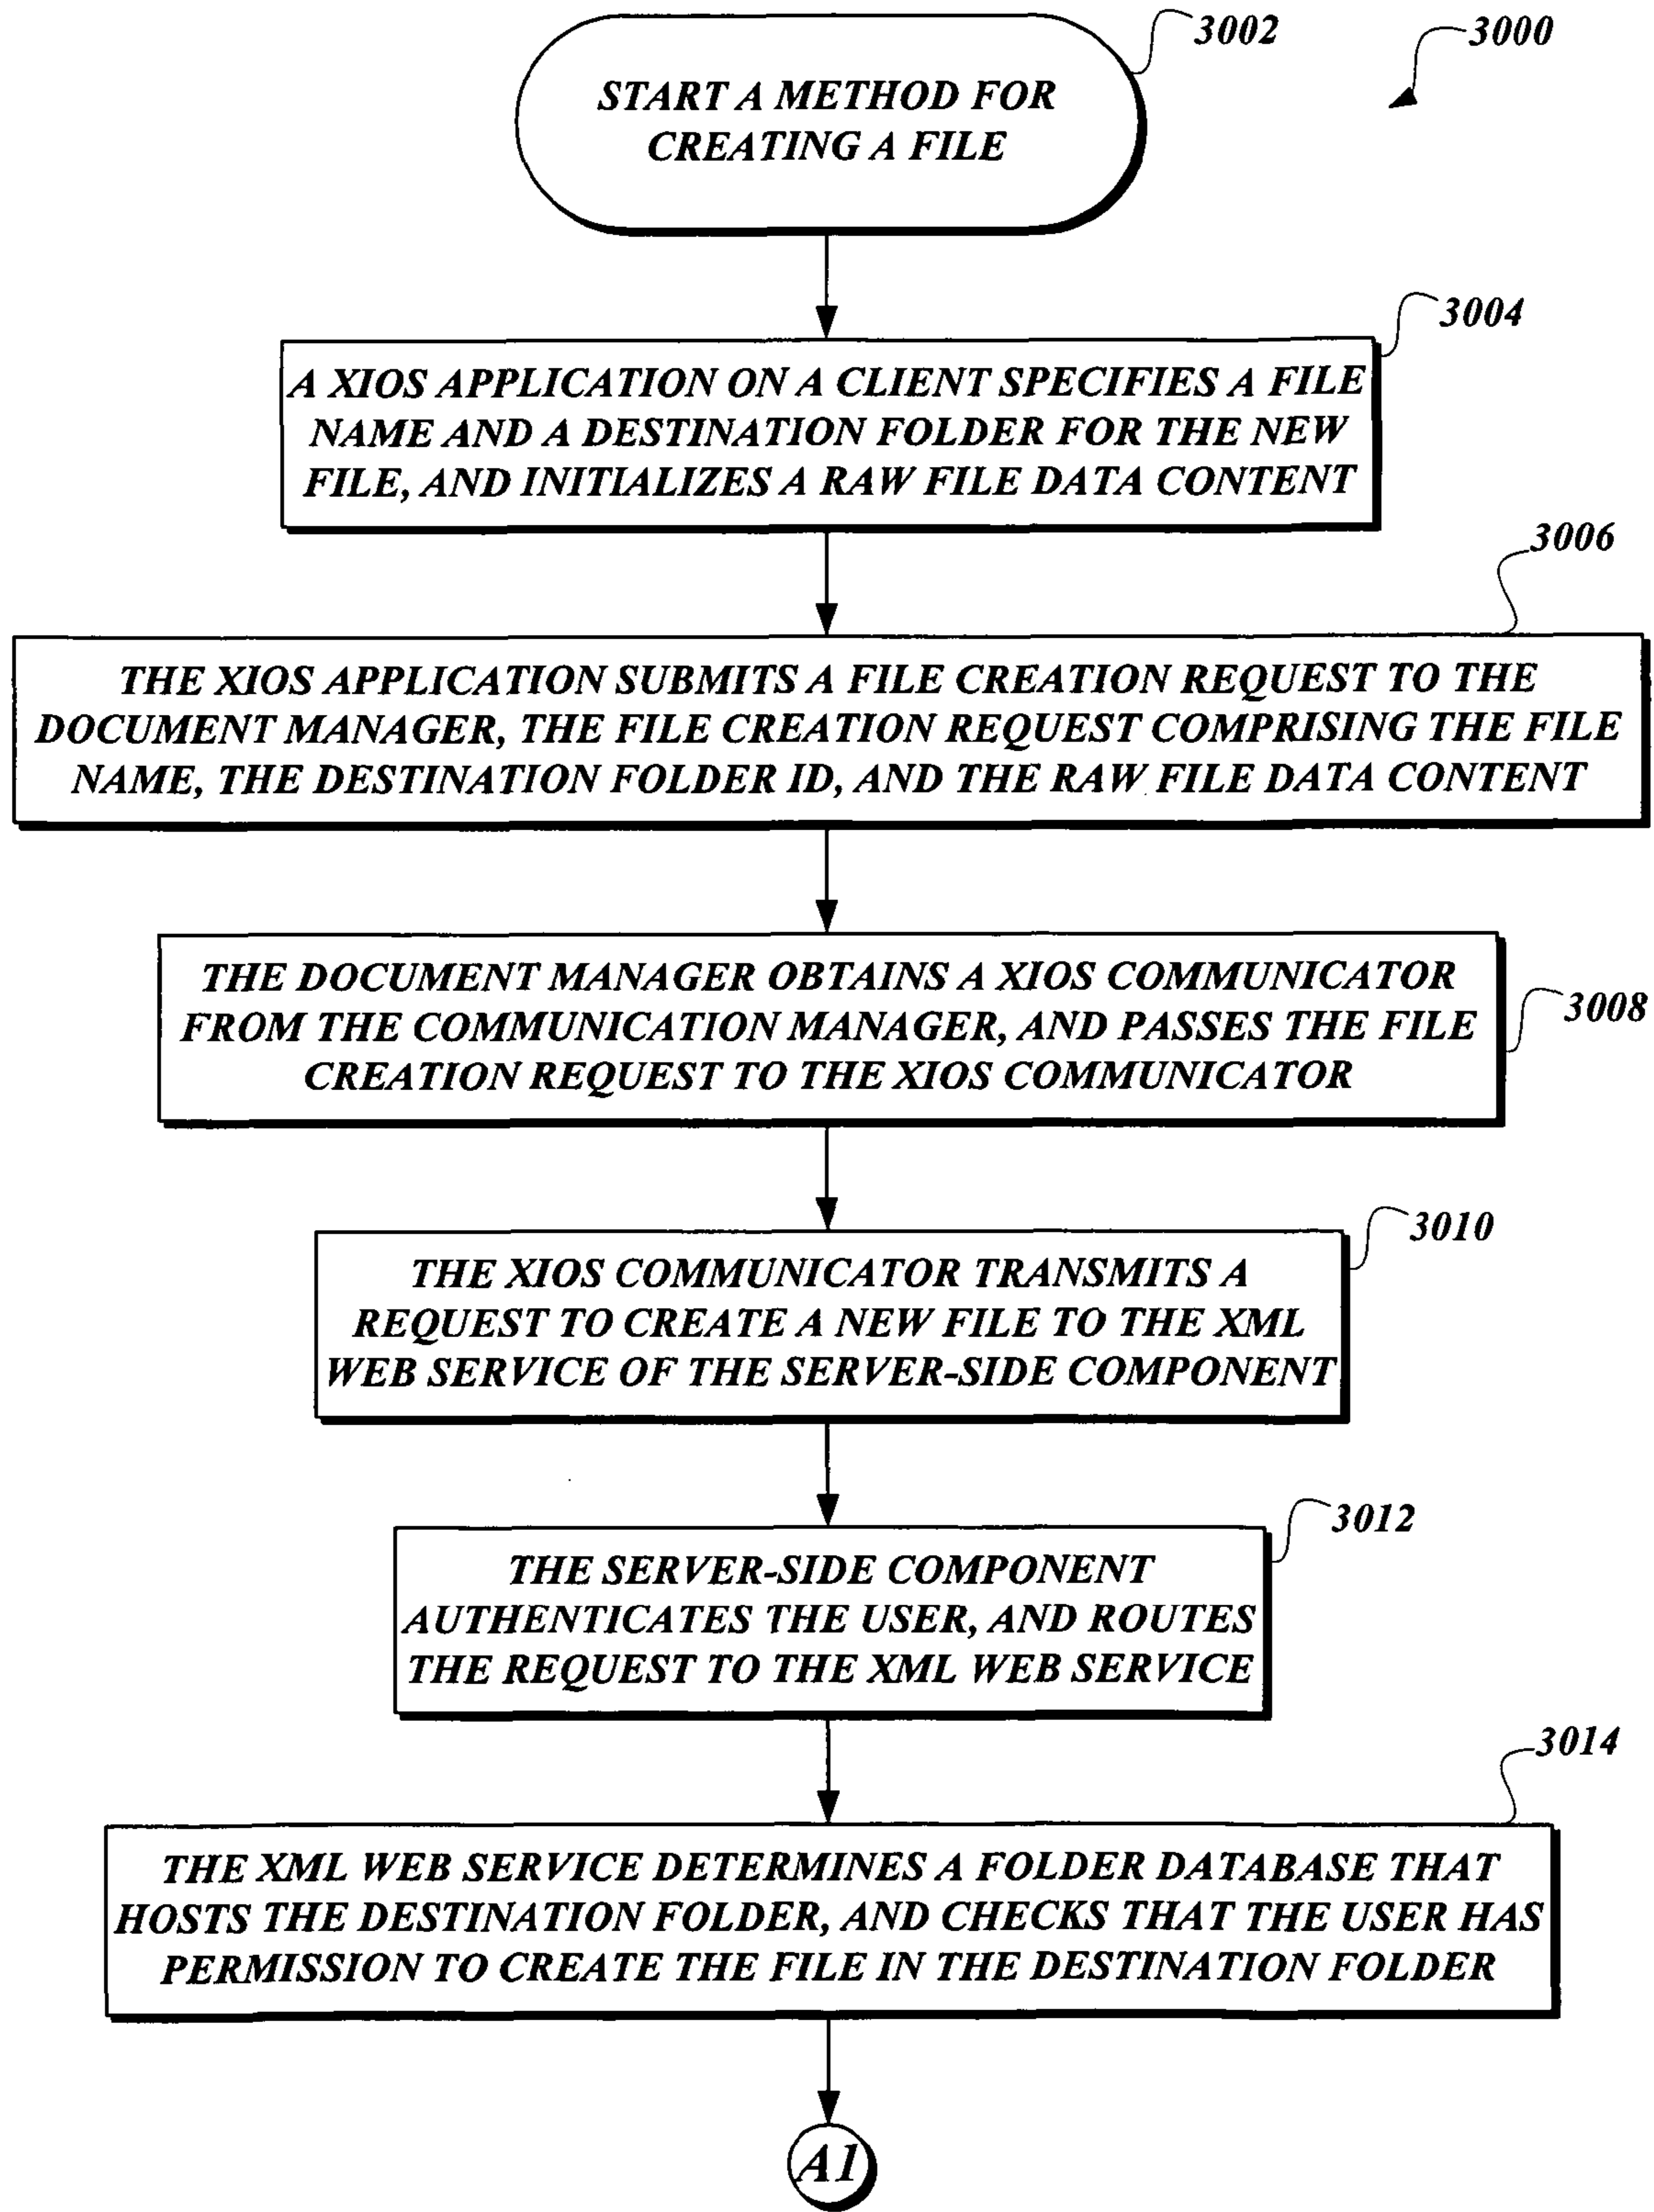 3002
3000
START A METHOD FOR
CREATING A FILE
3004
A XIOS APPLICATION ON A CLIENT SPECIFIES A FILE
NAME AND A DESTINATION FOLDER FOR THE NEW
FILE, AND INITIALIZES A RAW FILE DATA CONTENT
3006
THE XIOS APPLICATION SUBMITS A FILE CREATION REQUEST TO THE
DOCUMENT MANAGER, THE FILE CREATION REQUEST COMPRISING THE FILE
NAME, THE DESTINATION FOLDER ID, AND THE RAW FILE DATA CONTENT
THE DOCUMENT MANAGER OBTAINS A XIOS COMMUNICATOR
FROM THE COMMUNICATION MANAGER, AND PASSES THE FILE
CREATION REQUEST TO THE XIOS COMMUNICATOR
3008
3010
THE XIOS COMMUNICATOR TRANSMITS A
REQUEST TO CREATE A NEW FILE TO THE XML
WEB SERVICE OF THE SERVER-SIDE COMPONENT
3012
THE SERVER-SIDE COMPONENT
AUTHENTICATES THE USER, AND ROUTES
THE REQUEST TO THE XML WEB SERVICE
3014
THE XML WEB SERVICE DETERMINES A FOLDER DATABASE THAT
HOSTS THE DESTINATION FOLDER, AND CHECKS THAT THE USER HAS
PERMISSION TO CREATE THE FILE IN THE DESTINATION FOLDER
A1